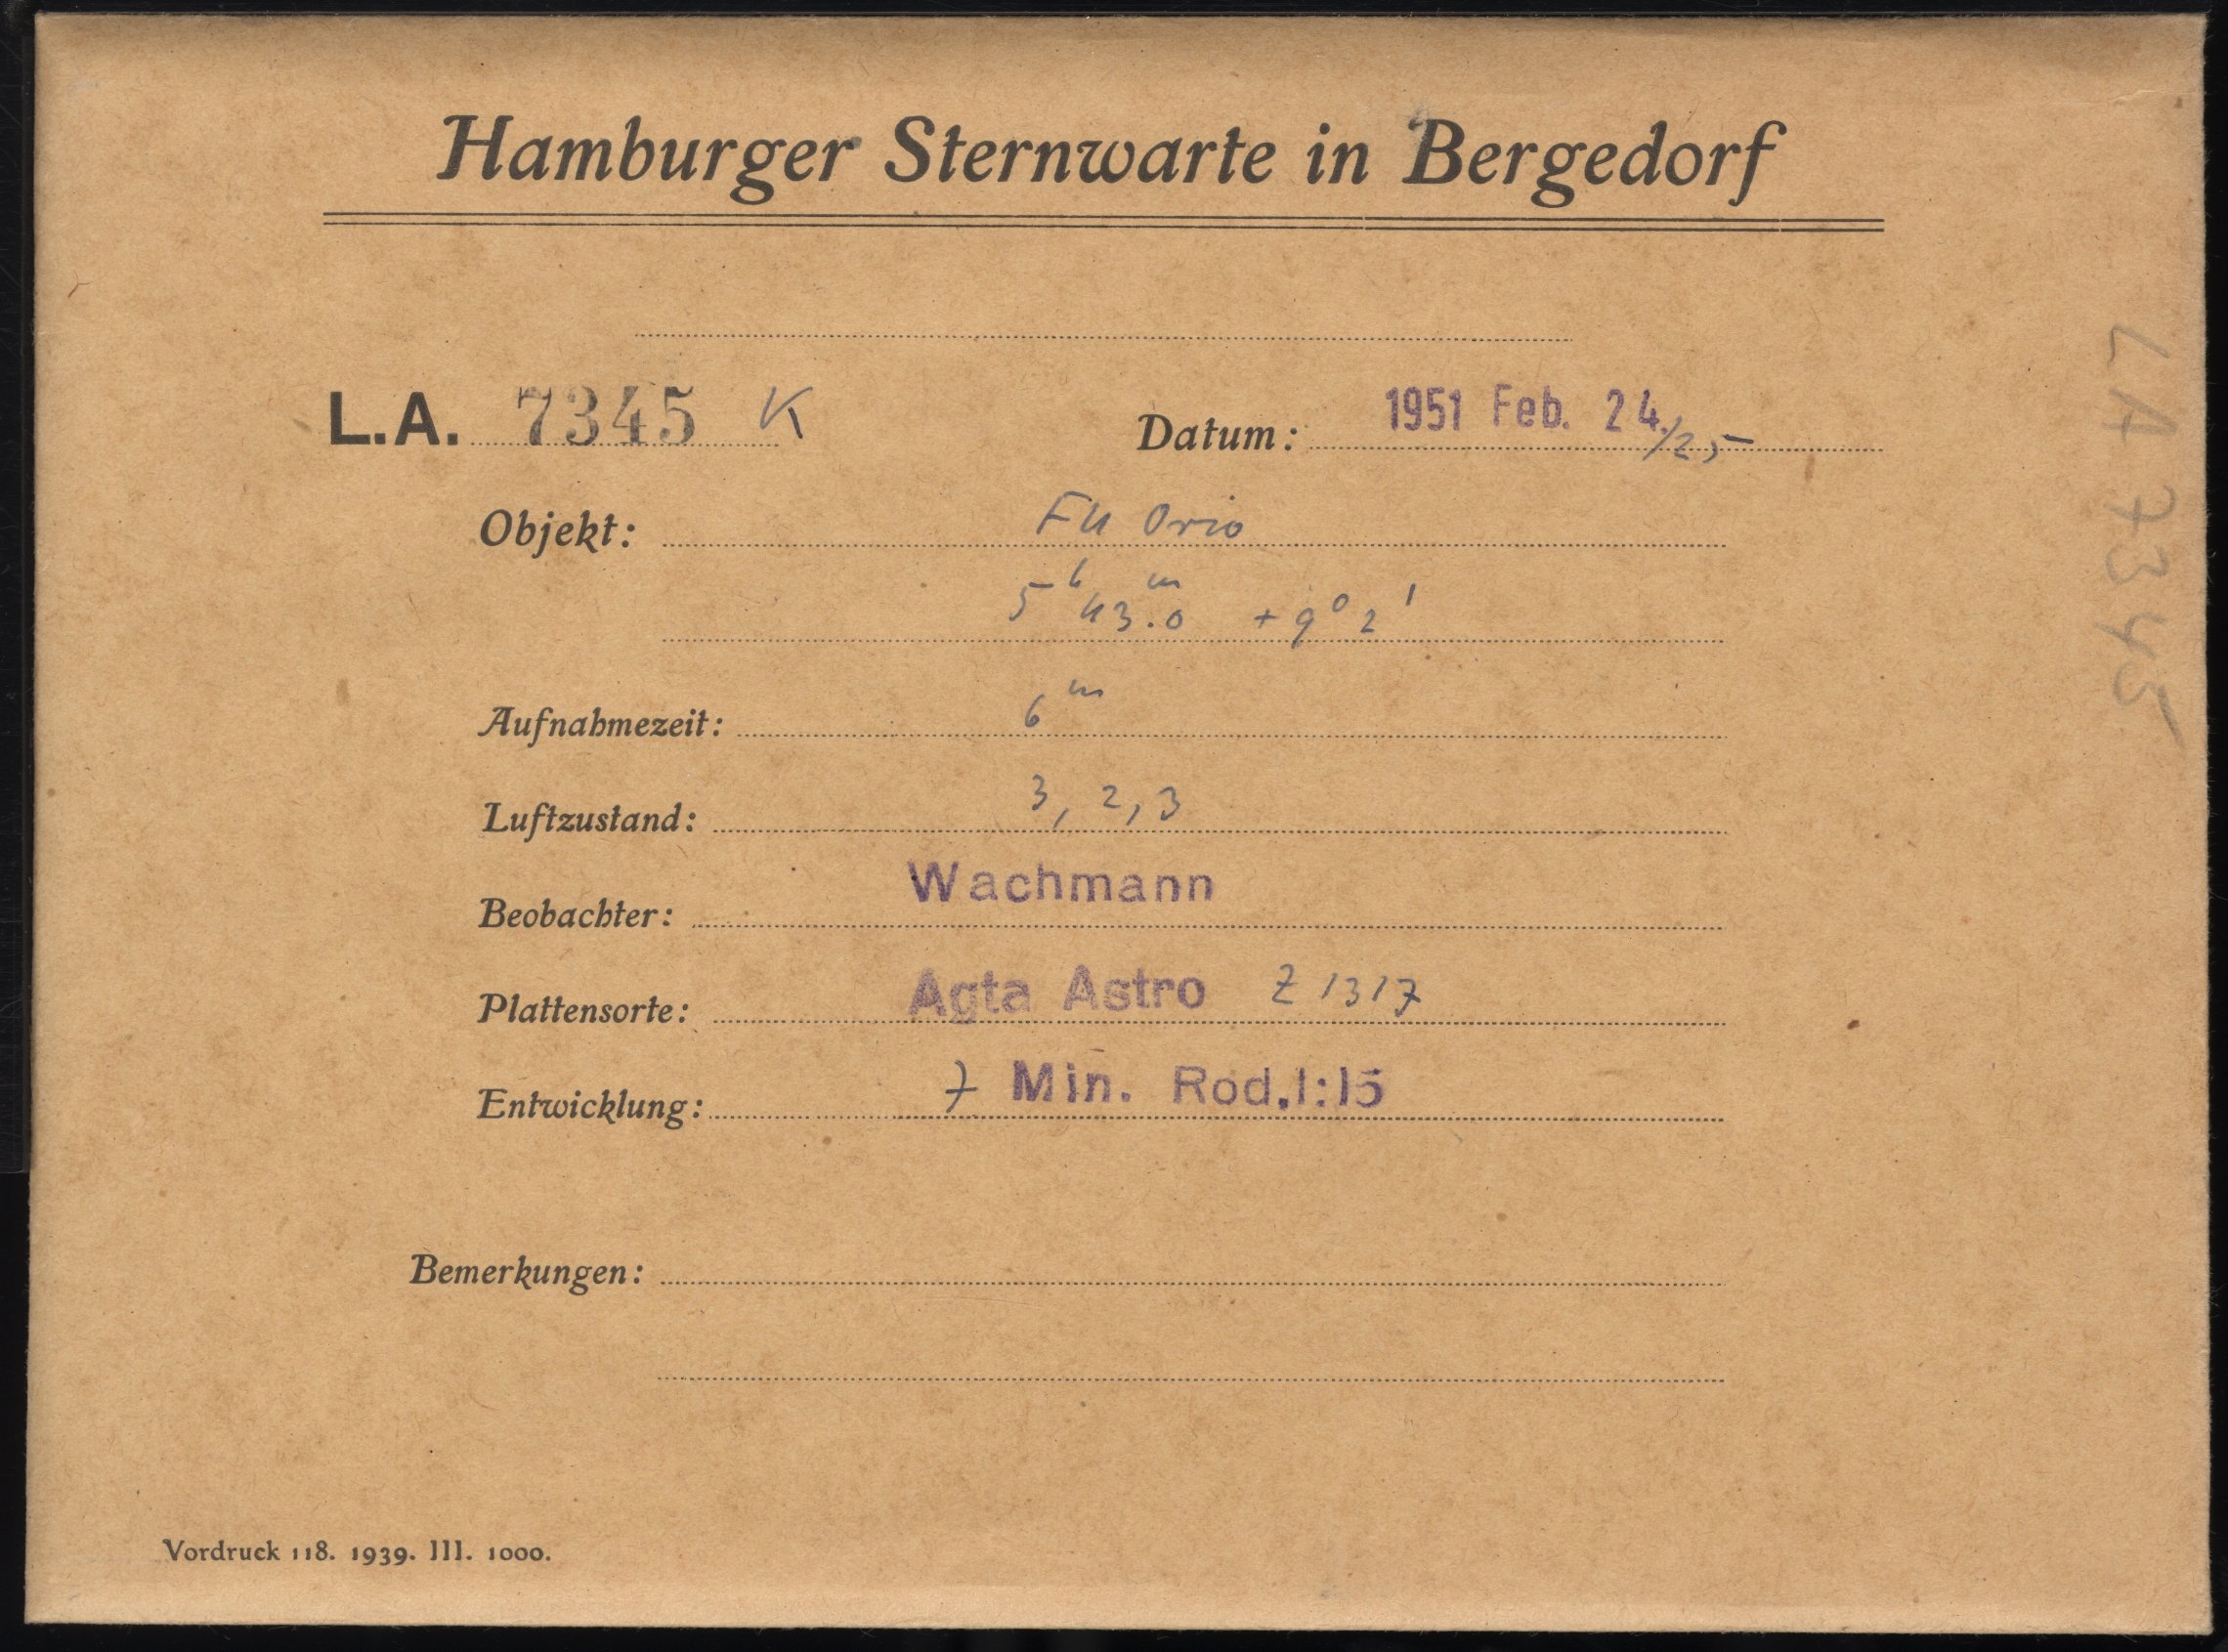 Hamburger Sternwarte in Bergedorf
L.A. 7345 K
Datum: 1951 Feb. 24./25
Objekt: FU Orio
5h 43.0m +9° 2'
Aufnahmezeit: 6m
Luftzustand: 3, 2, 3
Beobachter: Wachmann
Plattensorte: Agfa Astro Z 1317
Entwicklung: 7 Min. Rod. 1:15
Bemerkungen:
Vordruck 118. 1939. III. 1000.
LA 7345